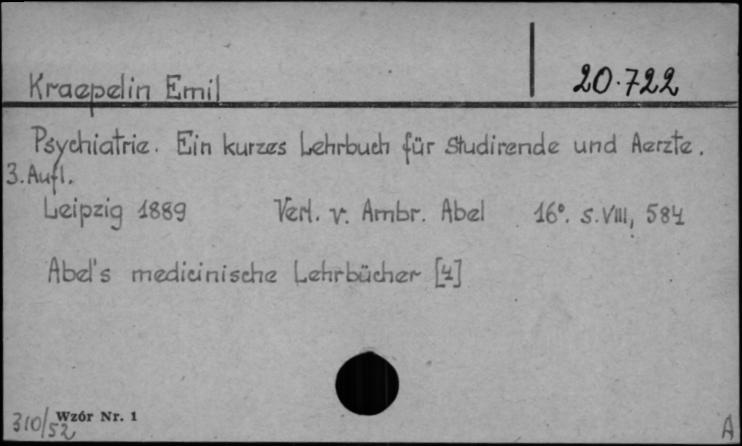 Kraepelin Emil
20.722
Psychiatrie. Ein kurzes Lehrbuch für Studirende und Aerzte.
3. Aufl.
Leipzig 1889 Verl. v. Ambr. Abel 16°. S. VIII, 584
Abel's medicinische Lehrbücher [4]
310/52 Wzór Nr. 1
A